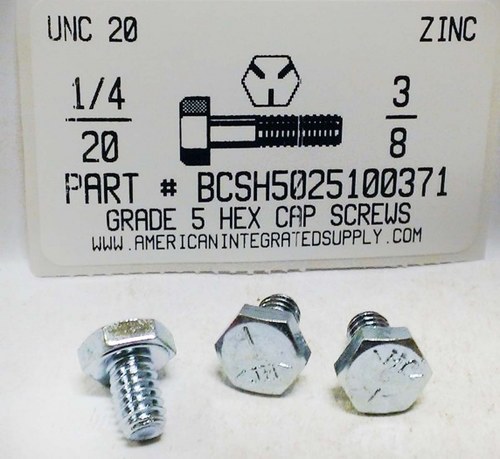 UNC 20 ZINC
1/4 3
20 8
PART # BCSH5025100371
GRADE 5 HEX CAP SCREWS
WWW.AMERICANINTEGRATEDSUPPLY.COM